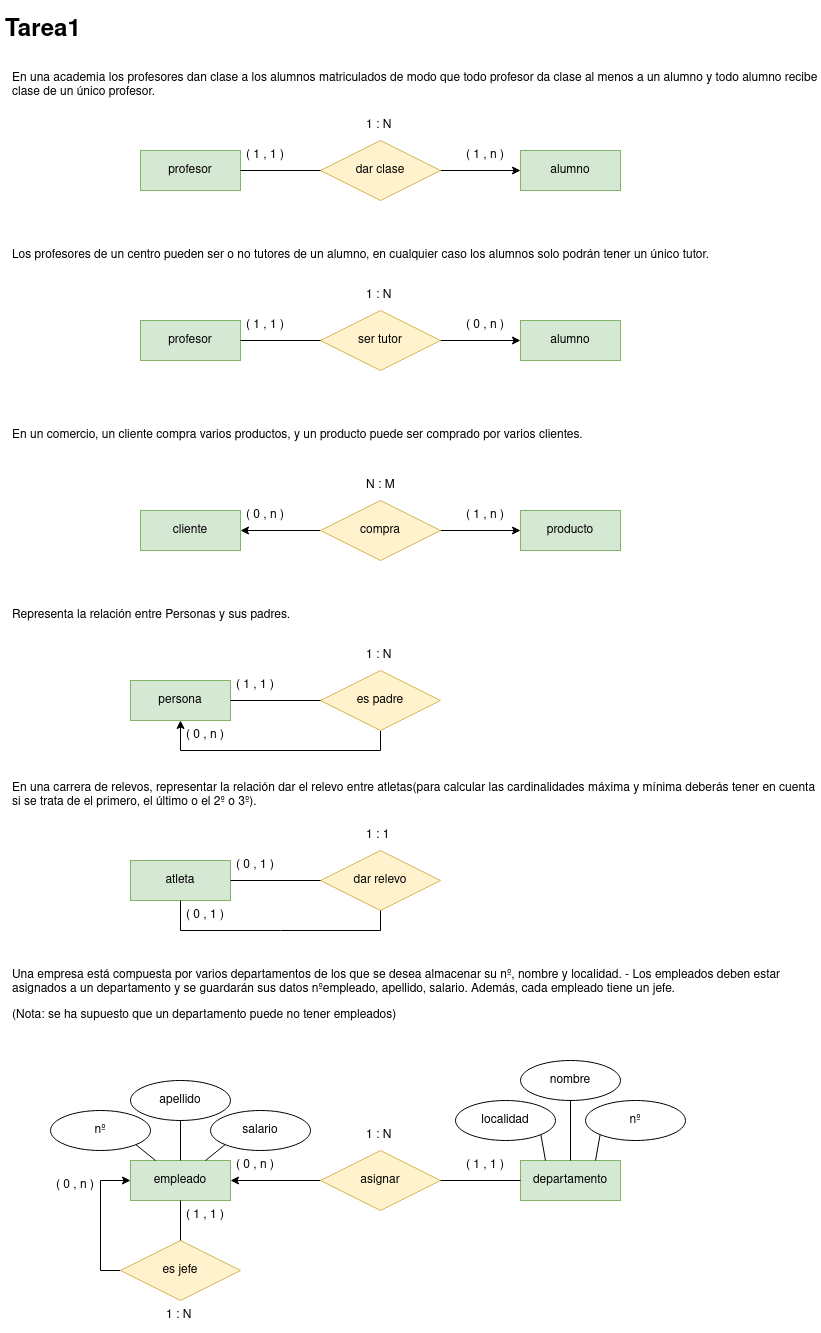 Tarea1
En una academia los profesores dan clase a los alumnos matriculados de modo que todo profesor da clase al menos a un alumno y todo alumno recibe
clase de un único profesor.
1 : N
( 1 , 1 )
( 1 , n )
profesor
dar clase
alumno
Los profesores de un centro pueden ser o no tutores de un alumno, en cualquier caso los alumnos solo podrán tener un único tutor.
1 : N
( 1 , 1 )
( 0 , n )
profesor
ser tutor
alumno
En un comercio, un cliente compra varios productos, y un producto puede ser comprado por varios clientes.
N : M
( 0 , n )
( 1 , n )
cliente
compra
producto
Representa la relación entre Personas y sus padres.
1 : N
( 1 , 1 )
persona
es padre
( 0 , n )
En una carrera de relevos, representar la relación dar el relevo entre atletas(para calcular las cardinalidades máxima y mínima deberás tener en cuenta
si se trata de el primero, el último o el 2º o 3º).
1 : 1
( 0 , 1 )
atleta
dar relevo
( 0 , 1 )
Una empresa está compuesta por varios departamentos de los que se desea almacenar su nº, nombre y localidad. - Los empleados deben estar
asignados a un departamento y se guardarán sus datos nºempleado, apellido, salario. Además, cada empleado tiene un jefe.
(Nota: se ha supuesto que un departamento puede no tener empleados)
nombre
apellido
localidad
nº
nº
salario
1 : N
( 0 , n )
( 1 , 1 )
empleado
asignar
departamento
( 0 , n )
( 1 , 1 )
es jefe
1 : N